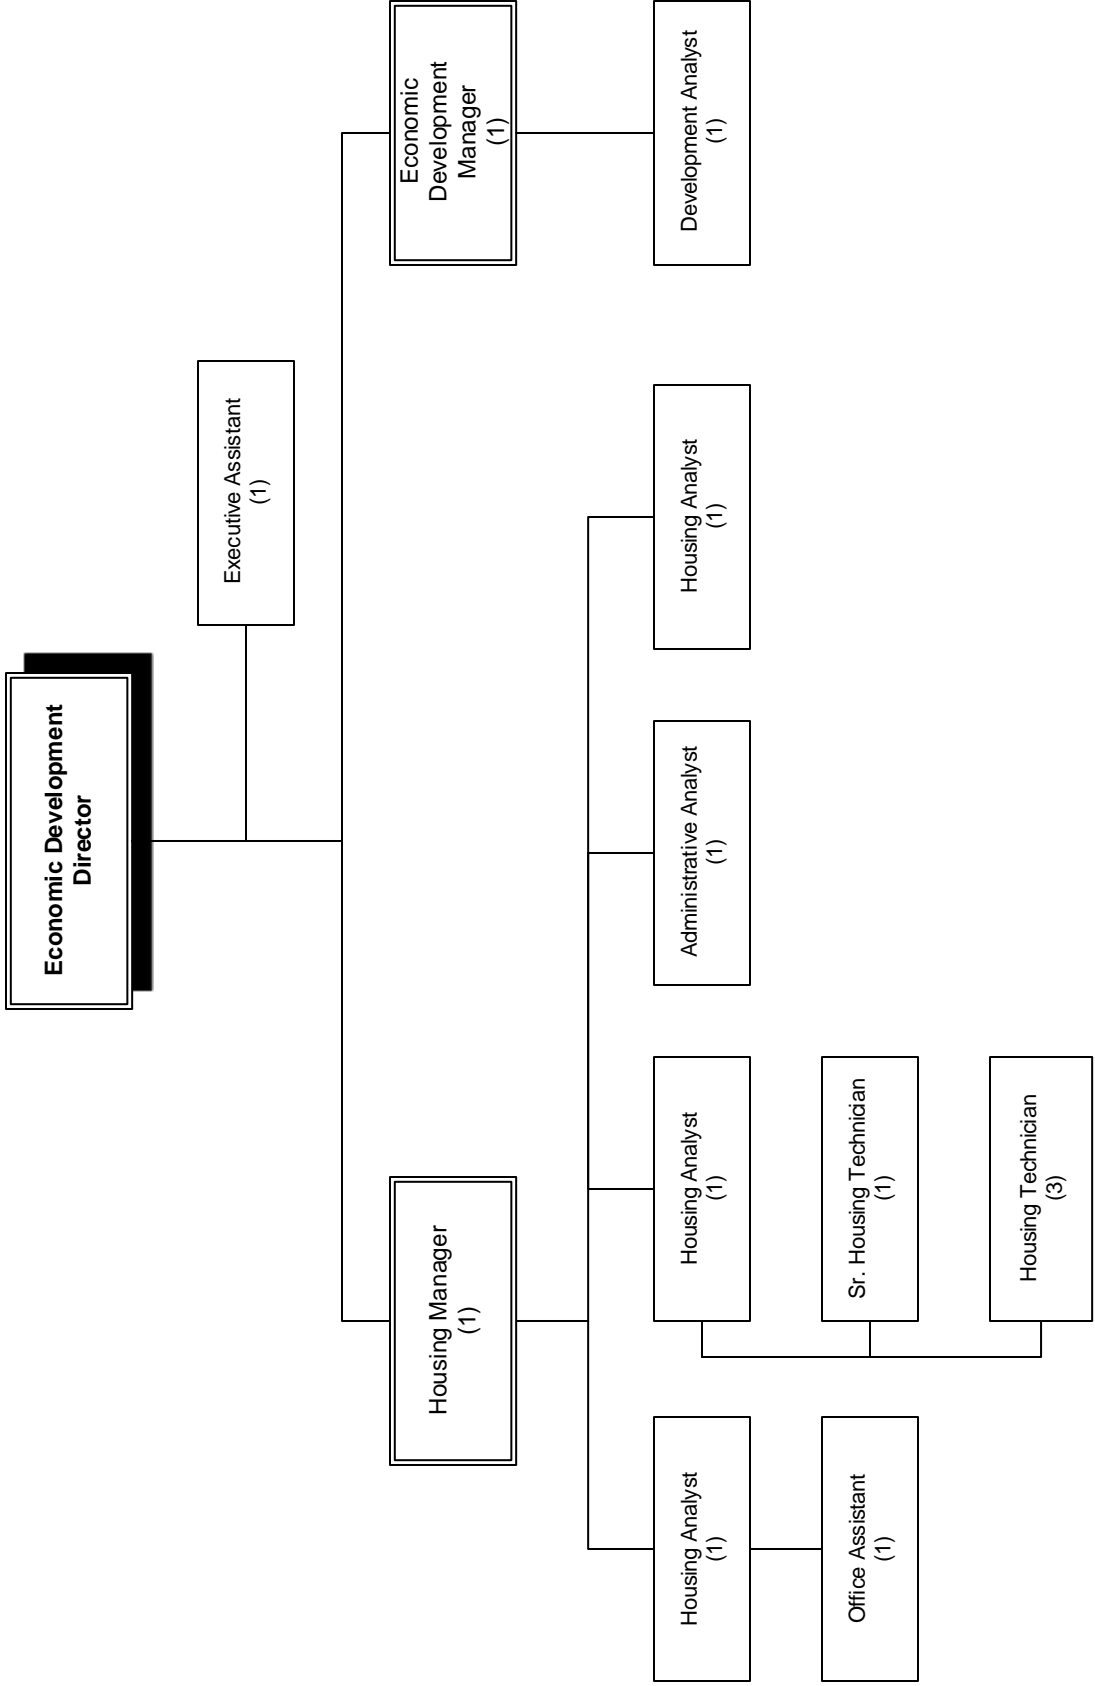 Economic Development
Director
Executive Assistant
(1)
Housing Manager
(1)
Economic
Development
Manager
(1)
Housing Analyst
(1)
Housing Analyst
(1)
Administrative Analyst
(1)
Housing Analyst
(1)
Development Analyst
(1)
Office Assistant
(1)
Sr. Housing Technician
(1)
Housing Technician
(3)